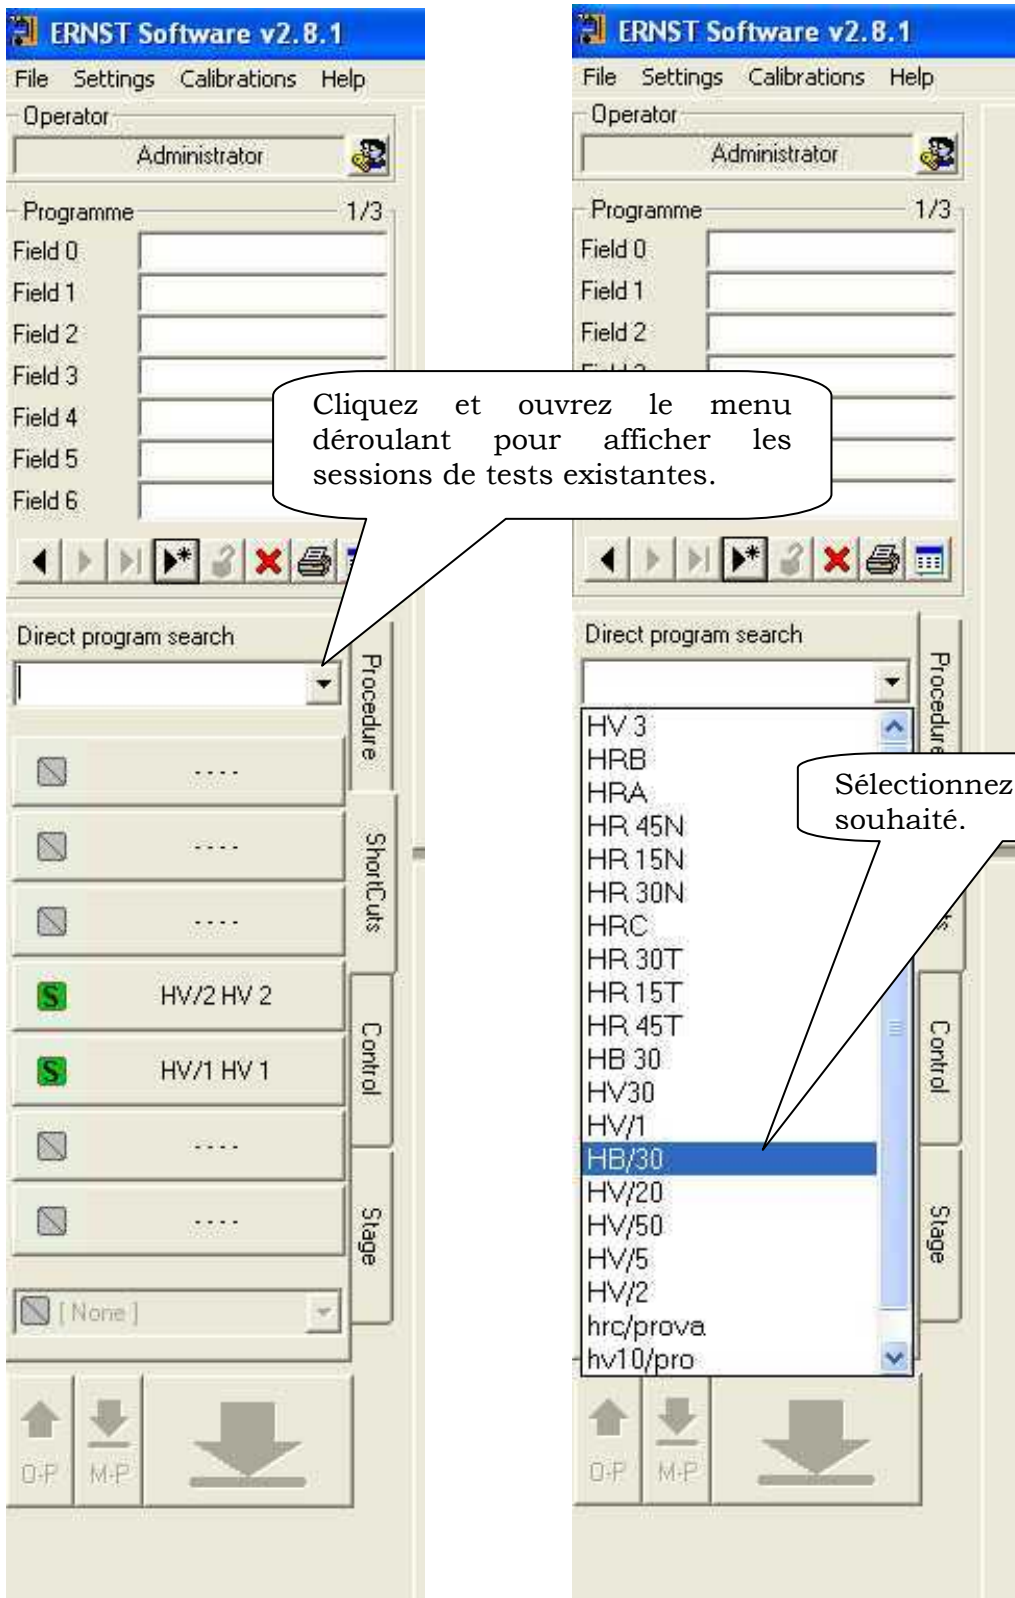 ERNST Software v2.8.1
File Settings Calibrations Help
Operator
Administrator
Programme 1/3
Field 0
Field 1
Field 2
Field 3
Field 4
Field 5
Field 6
Cliquez et ouvrez le menu
déroulant pour afficher les
sessions de tests existantes.
Direct program search
Procedure
ShortCuts
Control
Stage
- - - -
- - - -
- - - -
S HV/2 HV 2
S HV/1 HV 1
- - - -
- - - -
[ None ]
O-P M-P
ERNST Software v2.8.1
File Settings Calibrations Help
Operator
Administrator
Programme 1/3
Field 0
Field 1
Field 2
Direct program search
Procedure
Control
Stage
HV 3
HRB
HRA
HR 45N
HR 15N
HR 30N
HRC
HR 30T
HR 15T
HR 45T
HB 30
HV30
HV/1
HB/30
HV/20
HV/50
HV/5
HV/2
hrc/prova
hv10/pro
Sélectionnez
souhaité.
O-P M-P